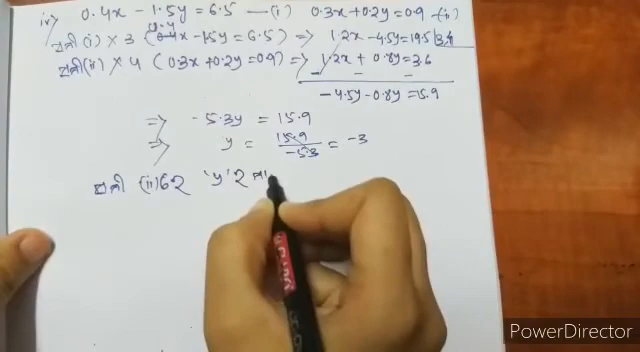 iv> 0.4x - 1.5y = 6.5 — (i) 0.3x + 0.2y = 0.9 — (ii)
(i) × 3 (0.4x - 1.5y = 6.5) => 1.2x - 4.5y = 19.5
(ii) × 4 (0.3x + 0.2y = 0.9) => 1.2x + 0.8y = 3.6
- - -
-4.5y - 0.8y = 15.9
=> -5.3y = 15.9
=> y = 15.9/-5.3 = -3
(ii) 'y'
PowerDirector